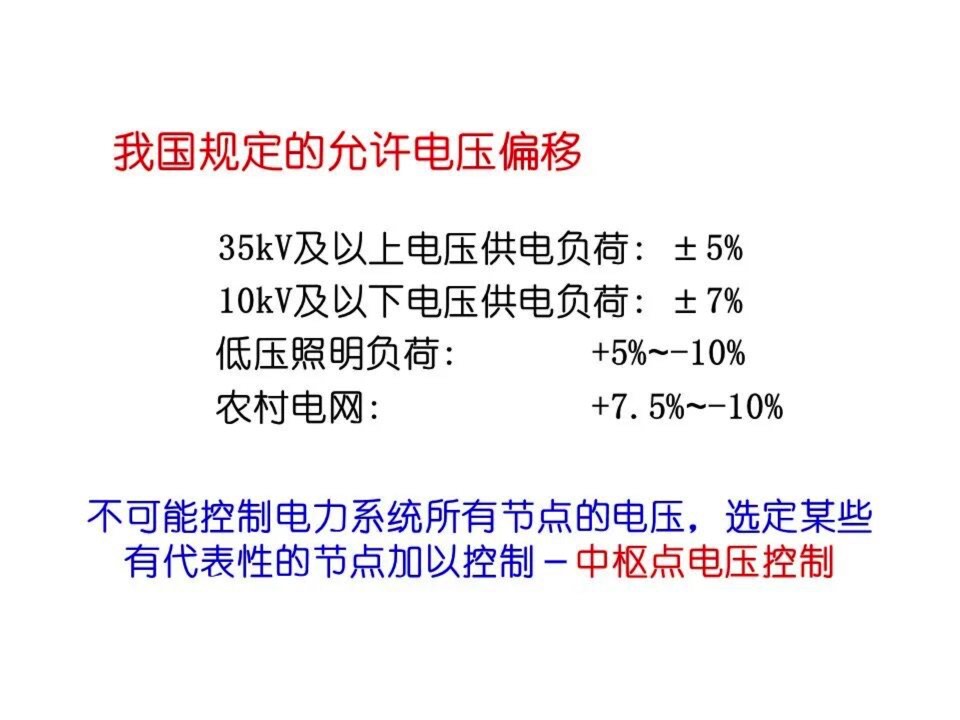 我国规定的允许电压偏移
35kV及以上电压供电负荷：±5%
10kV及以下电压供电负荷：±7%
低压照明负荷： +5%~-10%
农村电网： +7.5%~-10%
不可能控制电力系统所有节点的电压，选定某些
有代表性的节点加以控制－中枢点电压控制